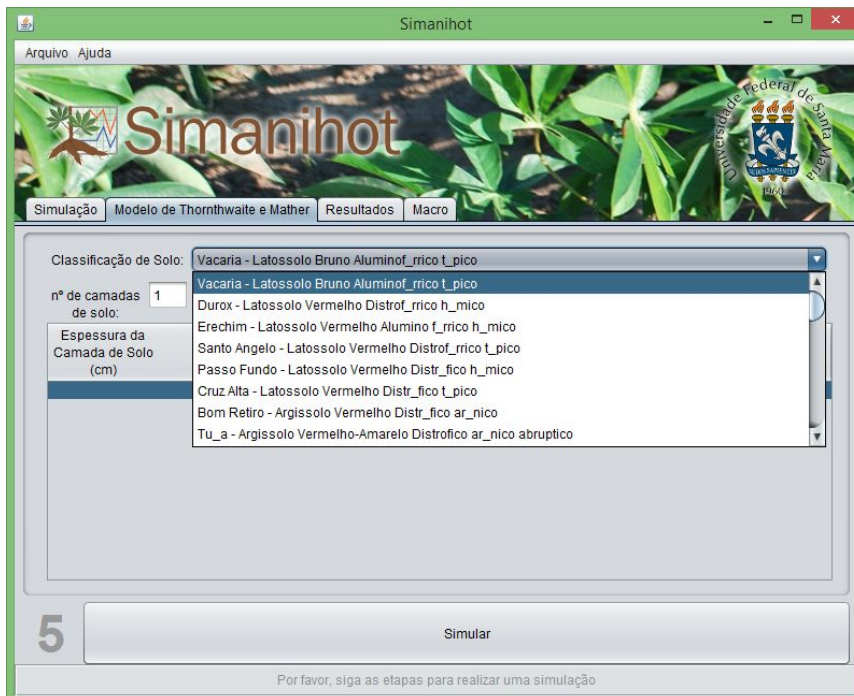 Simanihot
Arquivo Ajuda
Simanihot
Universidade Federal de Santa Maria
SEDES SAPIENTIAE
1960
Simulação Modelo de Thornthwaite e Mather Resultados Macro
Classificação de Solo: Vacaria - Latossolo Bruno Aluminof_rrico t_pico
nº de camadas 1
de solo:
Espessura da
Camada de Solo
(cm)
Vacaria - Latossolo Bruno Aluminof_rrico t_pico
Durox - Latossolo Vermelho Distrof_rrico h_mico
Erechim - Latossolo Vermelho Alumino f_rrico h_mico
Santo Angelo - Latossolo Vermelho Distrof_rrico t_pico
Passo Fundo - Latossolo Vermelho Distr_fico h_mico
Cruz Alta - Latossolo Vermelho Distr_fico t_pico
Bom Retiro - Argissolo Vermelho Distr_fico ar_nico
Tu_a - Argissolo Vermelho-Amarelo Distrofico ar_nico abruptico
5
Simular
Por favor, siga as etapas para realizar uma simulação